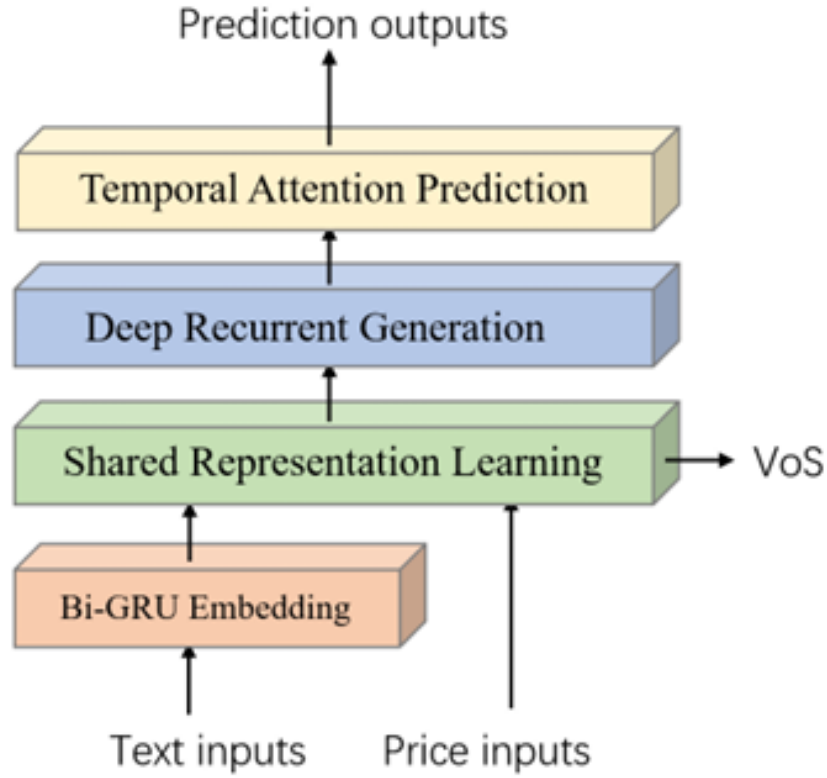 Prediction outputs
Temporal Attention Prediction
Deep Recurrent Generation
Shared Representation Learning
VoS
Bi-GRU Embedding
Text inputs
Price inputs